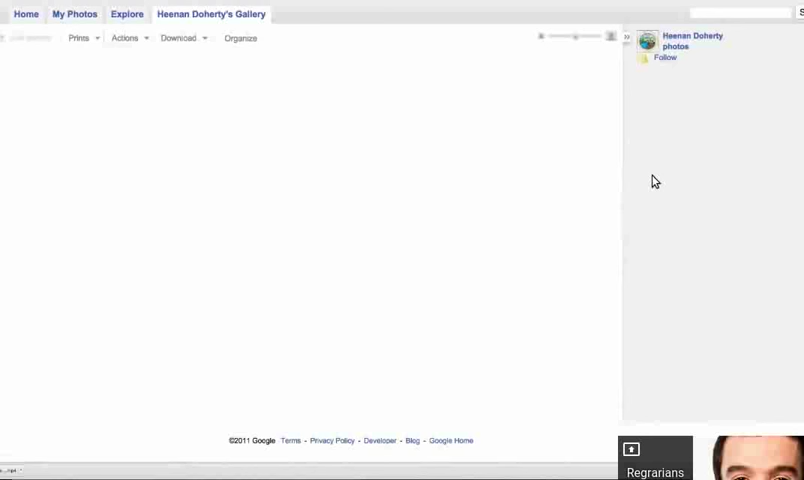 Home My Photos Explore Heenan Doherty's Gallery
Prints Actions Download Organize
Heenan Doherty
photos
Follow
©2011 Google Terms - Privacy Policy - Developer - Blog - Google Home
Regrarians